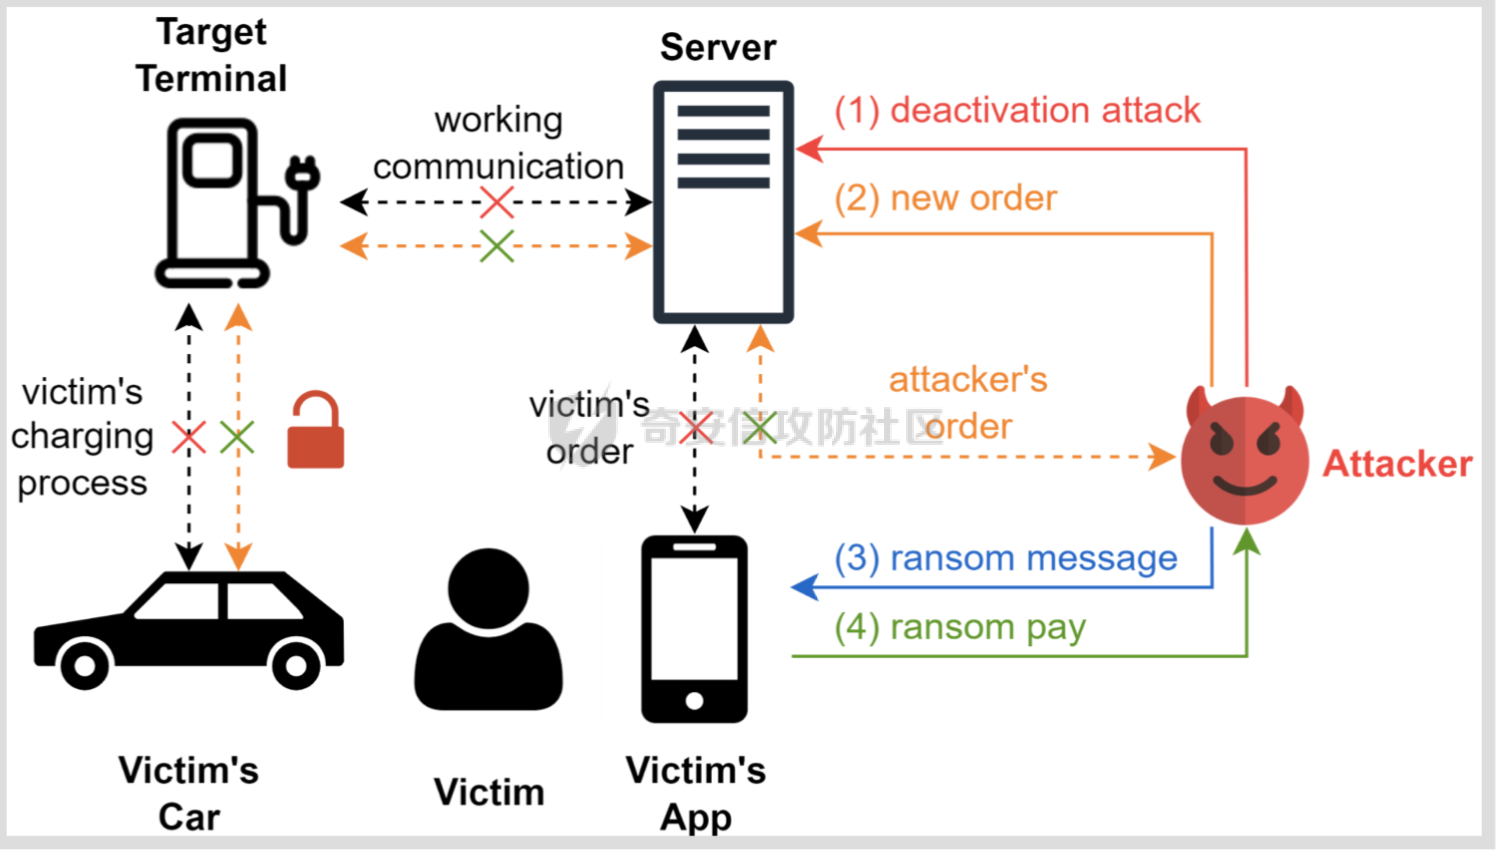 Target
Terminal
Server
working
communication
(1) deactivation attack
(2) new order
victim's
charging
process
victim's
order
奇安信攻防社区
attacker's
order
Attacker
(3) ransom message
(4) ransom pay
Victim's
Car
Victim
Victim's
App